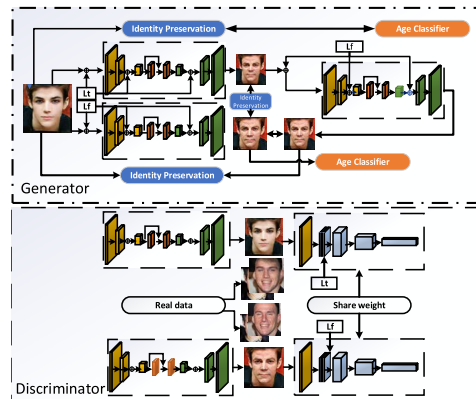 Identity Preservation
Age Classifier
Lf
Lt
Lf
Identity
Preservation
Age Classifier
Identity Preservation
Generator
Lt
Real data
Share weight
Lf
Discriminator